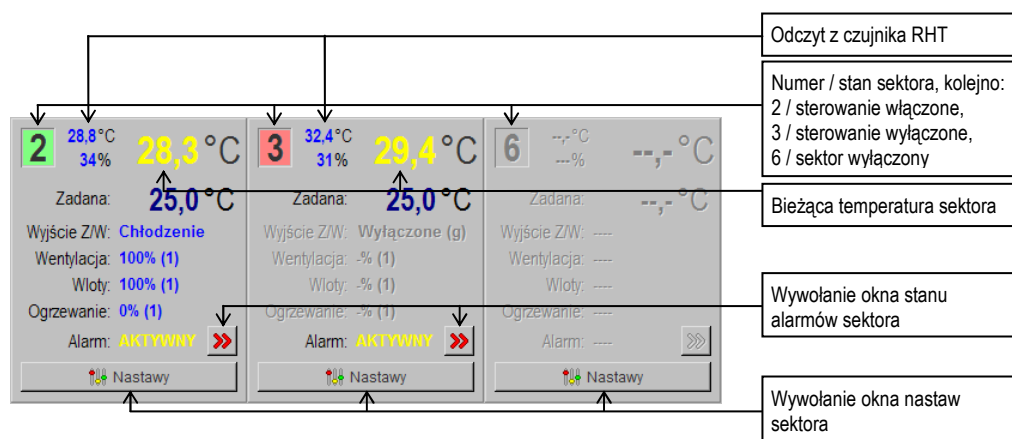 Odczyt z czujnika RHT
Numer / stan sektora, kolejno:
2 / sterowanie włączone,
3 / sterowanie wyłączone,
6 / sektor wyłączony
Bieżąca temperatura sektora
Wywołanie okna stanu
alarmów sektora
Wywołanie okna nastaw
sektora
2
28,8°C
34%
28,3°C
Zadana: 25,0°C
Wyjście Z/W: Chłodzenie
Wentylacja: 100% (1)
Wloty: 100% (1)
Ogrzewanie: 0% (1)
Alarm: AKTYWNY
Nastawy
3
32,4°C
31%
29,4°C
Zadana: 25,0°C
Wyjście Z/W: Wyłączone (g)
Wentylacja: -% (1)
Wloty: -% (1)
Ogrzewanie: -% (1)
Alarm: AKTYWNY
Nastawy
6
--,-°C
---%
--,-°C
Zadana: --,-°C
Wyjście Z/W: ----
Wentylacja: ----
Wloty: ----
Ogrzewanie: ----
Alarm: ----
Nastawy